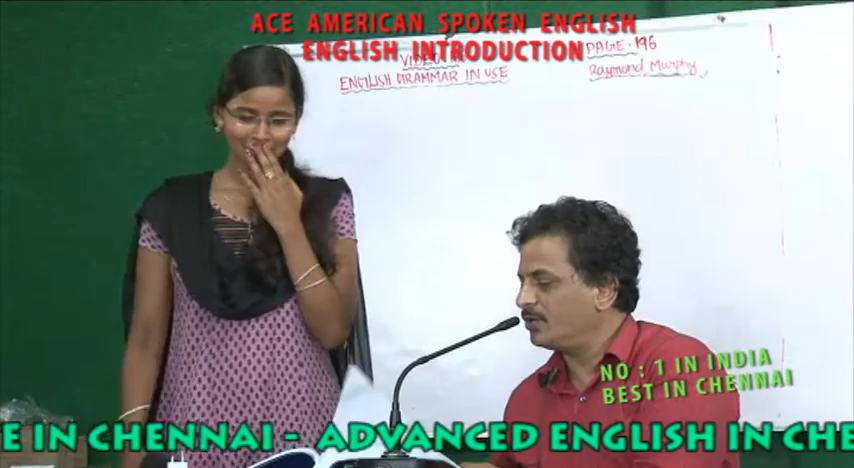 ACE AMERICAN SPOKEN ENGLISH
ENGLISH INTRODUCTION
PAGE-196
ENGLISH GRAMMAR IN USE
Raymond Murphy
NO : 1 IN INDIA
BEST IN CHENNAI
E IN CHENNAI - ADVANCED ENGLISH IN CHE